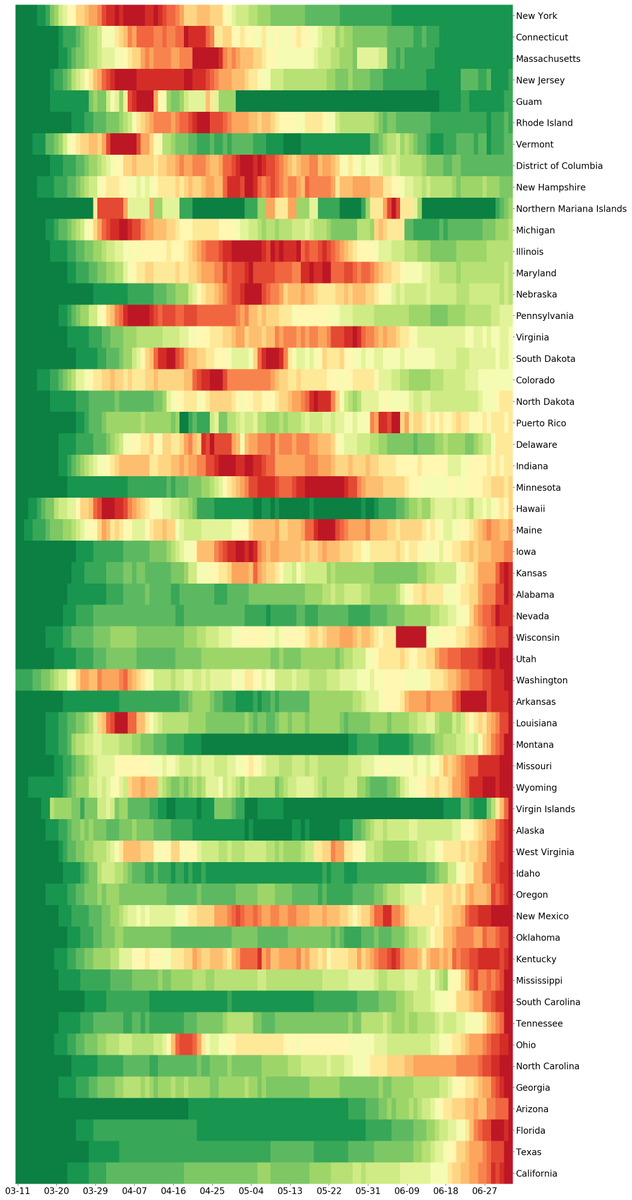 New York
Connecticut
Massachusetts
New Jersey
Guam
Rhode Island
Vermont
District of Columbia
New Hampshire
Northern Mariana Islands
Michigan
Illinois
Maryland
Nebraska
Pennsylvania
Virginia
South Dakota
Colorado
North Dakota
Puerto Rico
Delaware
Indiana
Minnesota
Hawaii
Maine
Iowa
Kansas
Alabama
Nevada
Wisconsin
Utah
Washington
Arkansas
Louisiana
Montana
Missouri
Wyoming
Virgin Islands
Alaska
West Virginia
Idaho
Oregon
New Mexico
Oklahoma
Kentucky
Mississippi
South Carolina
Tennessee
Ohio
North Carolina
Georgia
Arizona
Florida
Texas
California
03-11 03-20 03-29 04-07 04-16 04-25 05-04 05-13 05-22 05-31 06-09 06-18 06-27